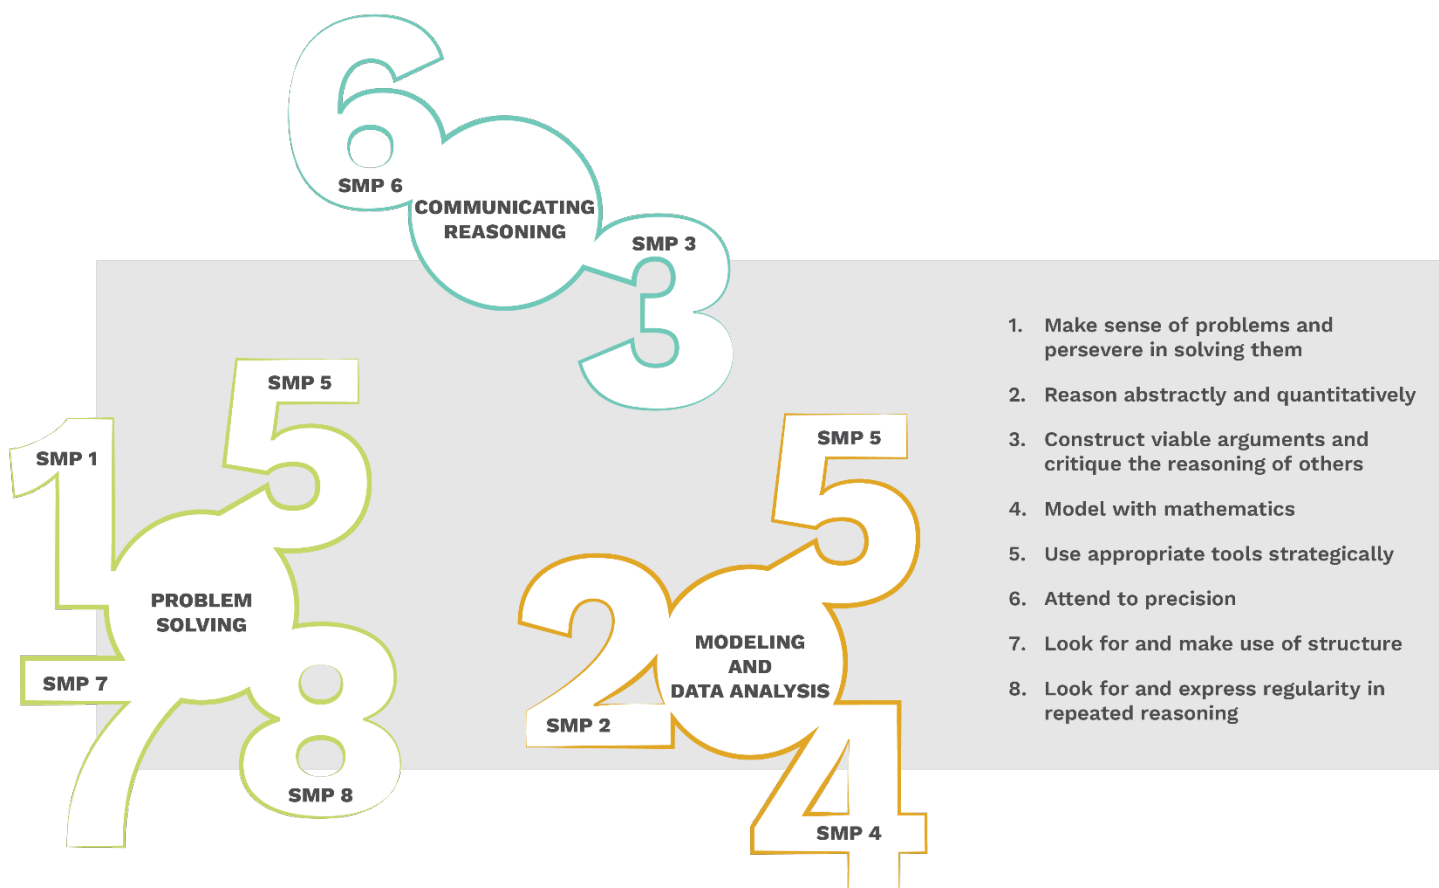 SMP 6
COMMUNICATING
REASONING
SMP 3
SMP 5
SMP 1
PROBLEM
SOLVING
SMP 7
SMP 8
SMP 5
MODELING
AND
DATA ANALYSIS
SMP 2
SMP 4
1. Make sense of problems and
persevere in solving them
2. Reason abstractly and quantitatively
3. Construct viable arguments and
critique the reasoning of others
4. Model with mathematics
5. Use appropriate tools strategically
6. Attend to precision
7. Look for and make use of structure
8. Look for and express regularity in
repeated reasoning